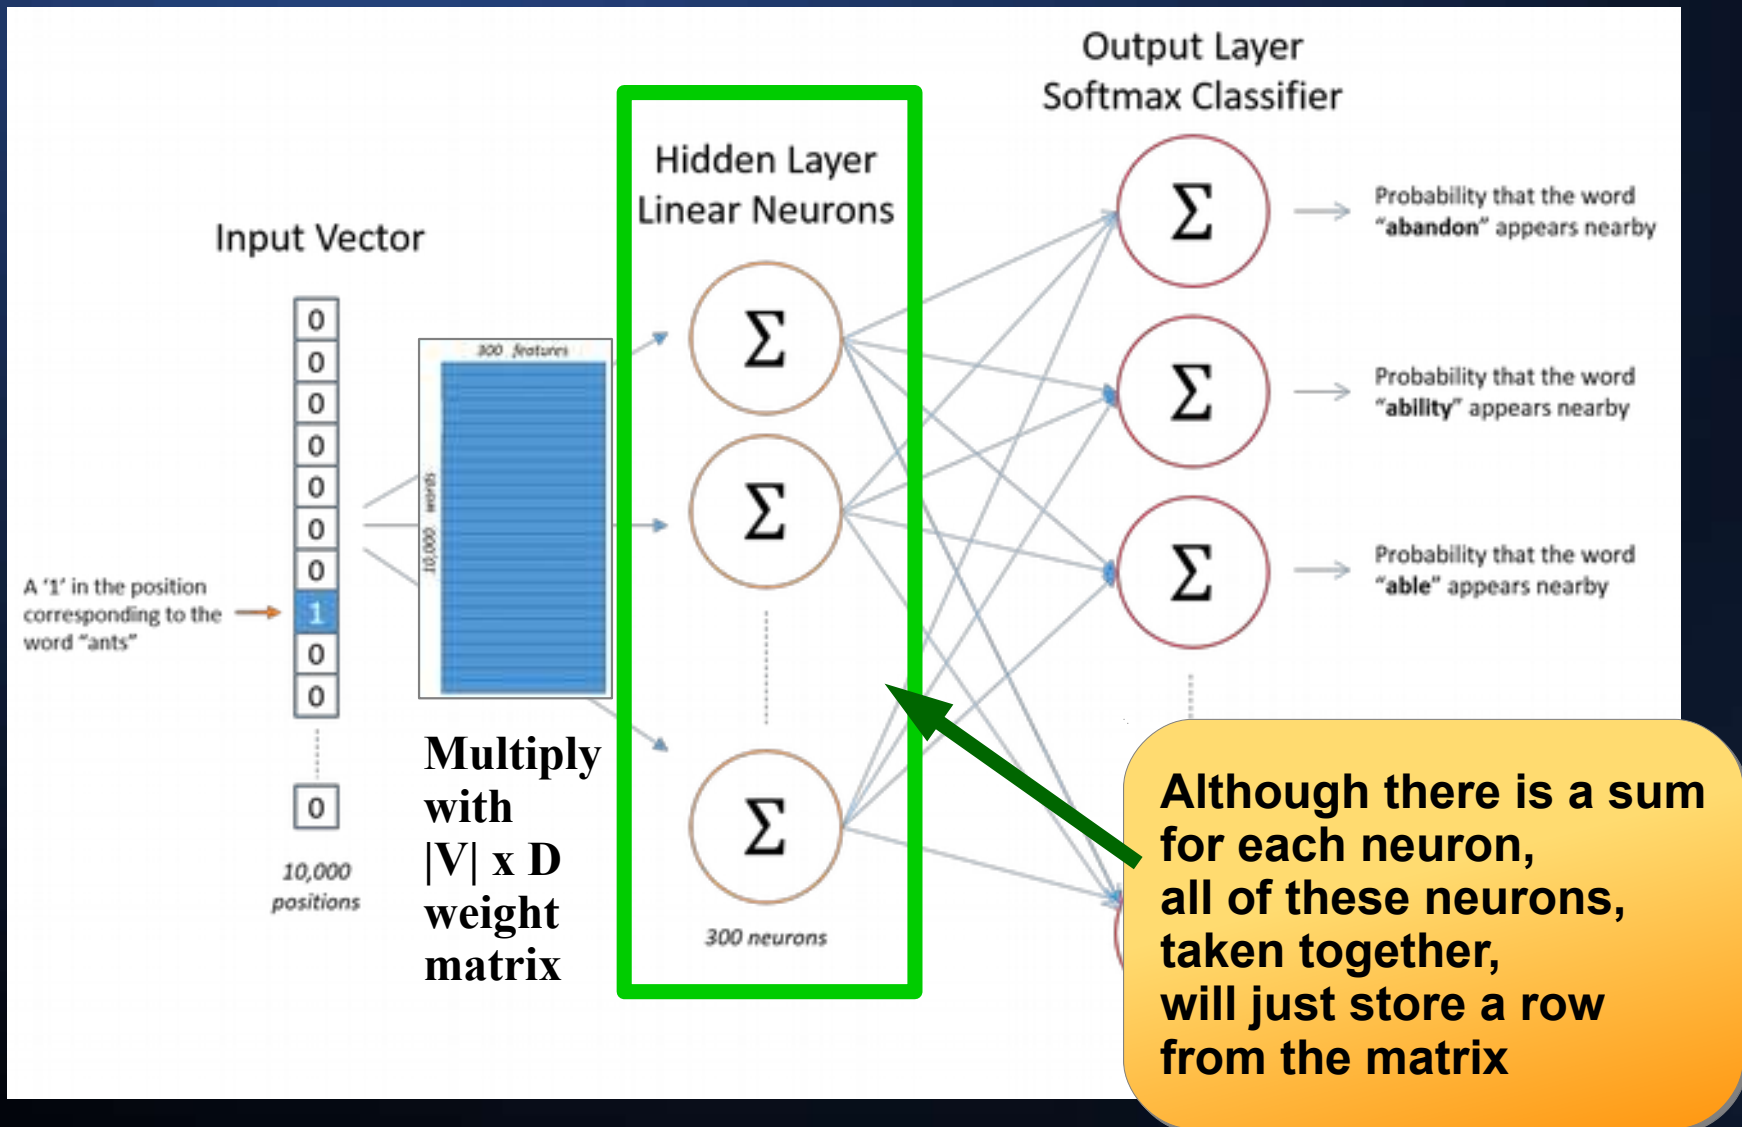 Input Vector
0
0
0
0
0
0
0
1
0
0
0
10,000
positions
A '1' in the position
corresponding to the
word "ants"
300 features
10,000 words
Multiply
with
|V| x D
weight
matrix
Hidden Layer
Linear Neurons
Σ
Σ
Σ
300 neurons
Output Layer
Softmax Classifier
Σ
Σ
Σ
Probability that the word
"abandon" appears nearby
Probability that the word
"ability" appears nearby
Probability that the word
"able" appears nearby
Although there is a sum
for each neuron,
all of these neurons,
taken together,
will just store a row
from the matrix